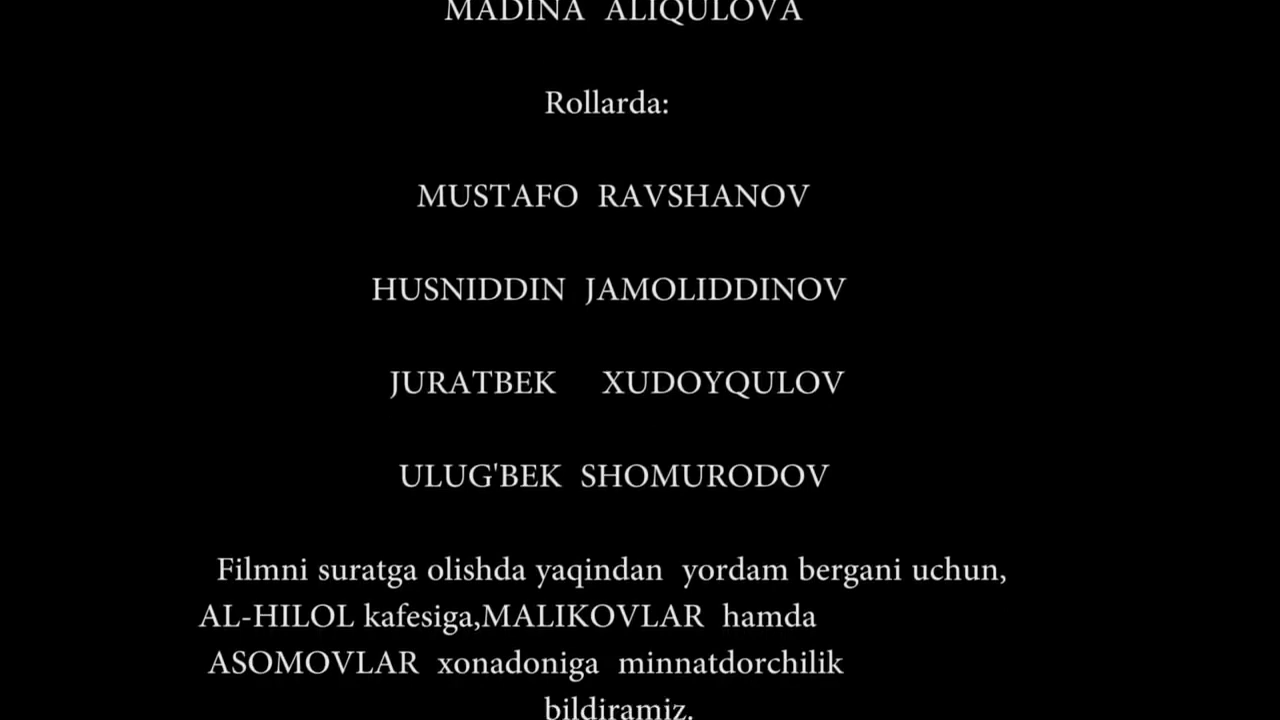 MADINA ALIQULOVA
Rollarda:
MUSTAFO RAVSHANOV
HUSNIDDIN JAMOLIDDINOV
JURATBEK XUDOYQULOV
ULUG'BEK SHOMURODOV
Filmni suratga olishda yaqindan yordam bergani uchun,
AL-HILOL kafesiga,MALIKOVLAR hamda
ASOMOVLAR xonadoniga minnatdorchilik
bildiramiz.